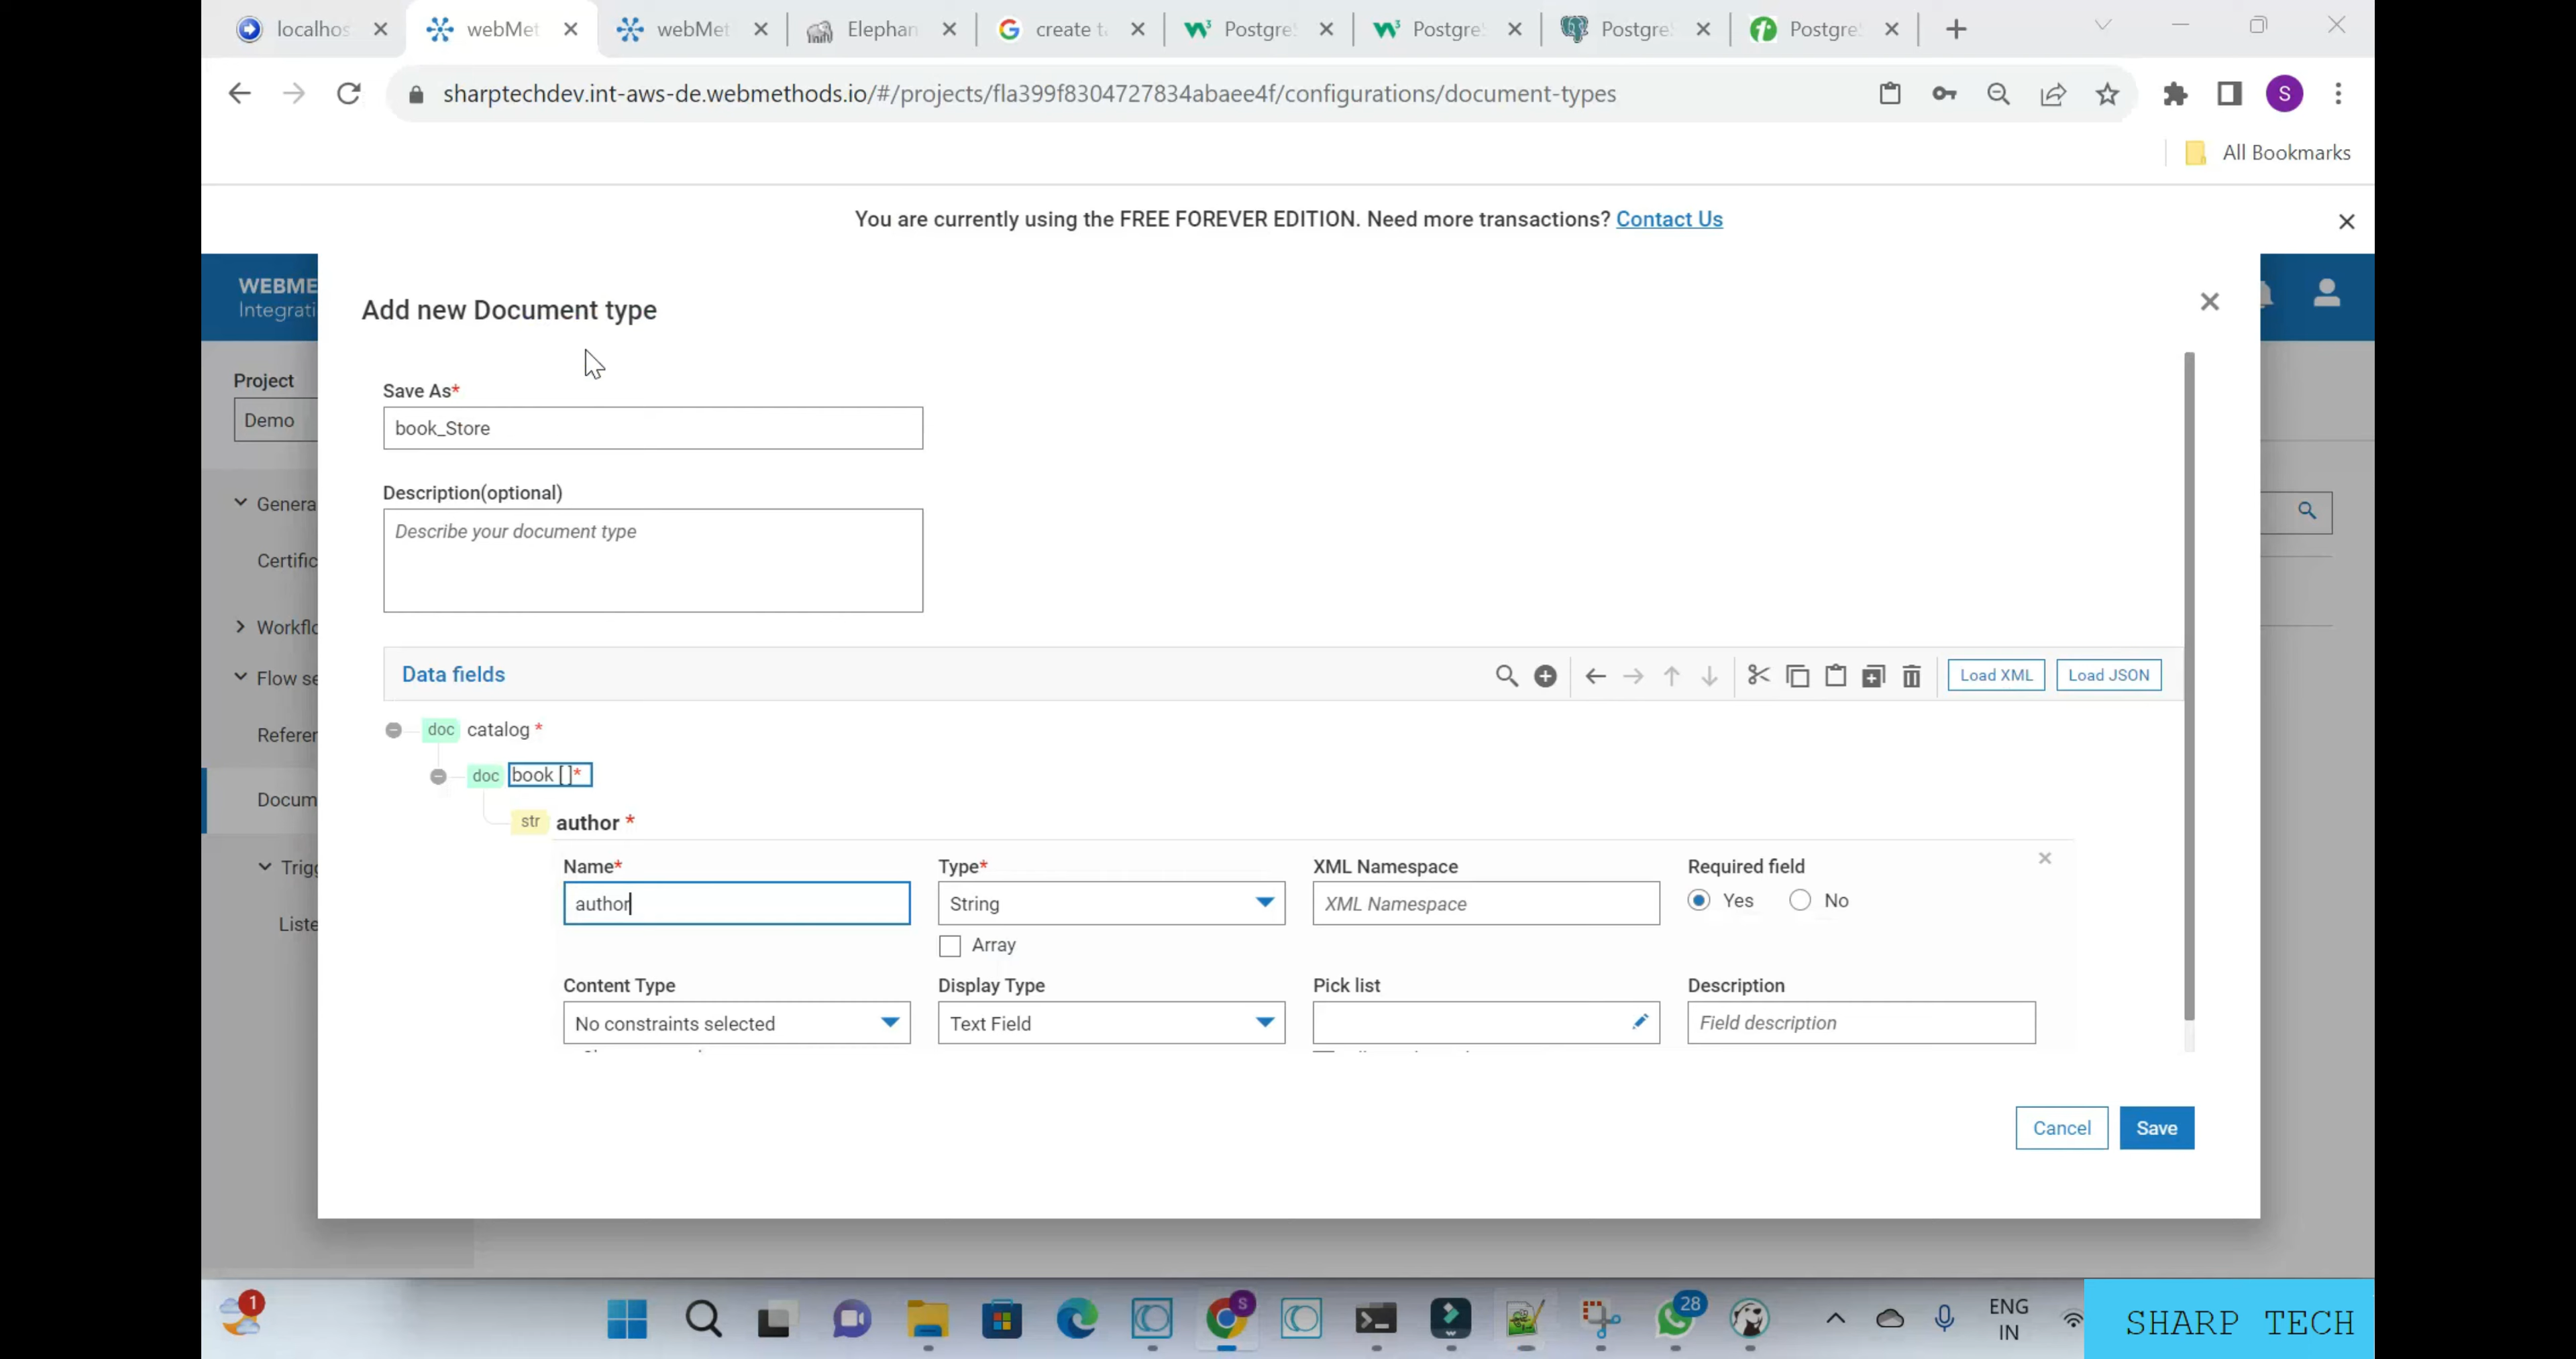 localhos
webMet
webMet
Elephan
create ta
Postgre
Postgre
Postgre
Postgre
sharptechdev.int-aws-de.webmethods.io/#/projects/fla399f8304727834abaee4f/configurations/document-types
S
All Bookmarks
You are currently using the FREE FOREVER EDITION. Need more transactions? Contact Us
WEBME
Integrati
Add new Document type
Project
Save As*
Demo
book_Store
Description(optional)
Genera
Describe your document type
Certific
Workflo
Data fields
Load XML
Load JSON
Flow se
doc catalog *
Referen
doc book []*
Docum
str author *
Name*
Type*
XML Namespace
Required field
Trigg
author
String
XML Namespace
Yes
No
Liste
Array
Content Type
Display Type
Pick list
Description
No constraints selected
Text Field
Field description
Cancel
Save
1
S
28
ENG
IN
SHARP TECH